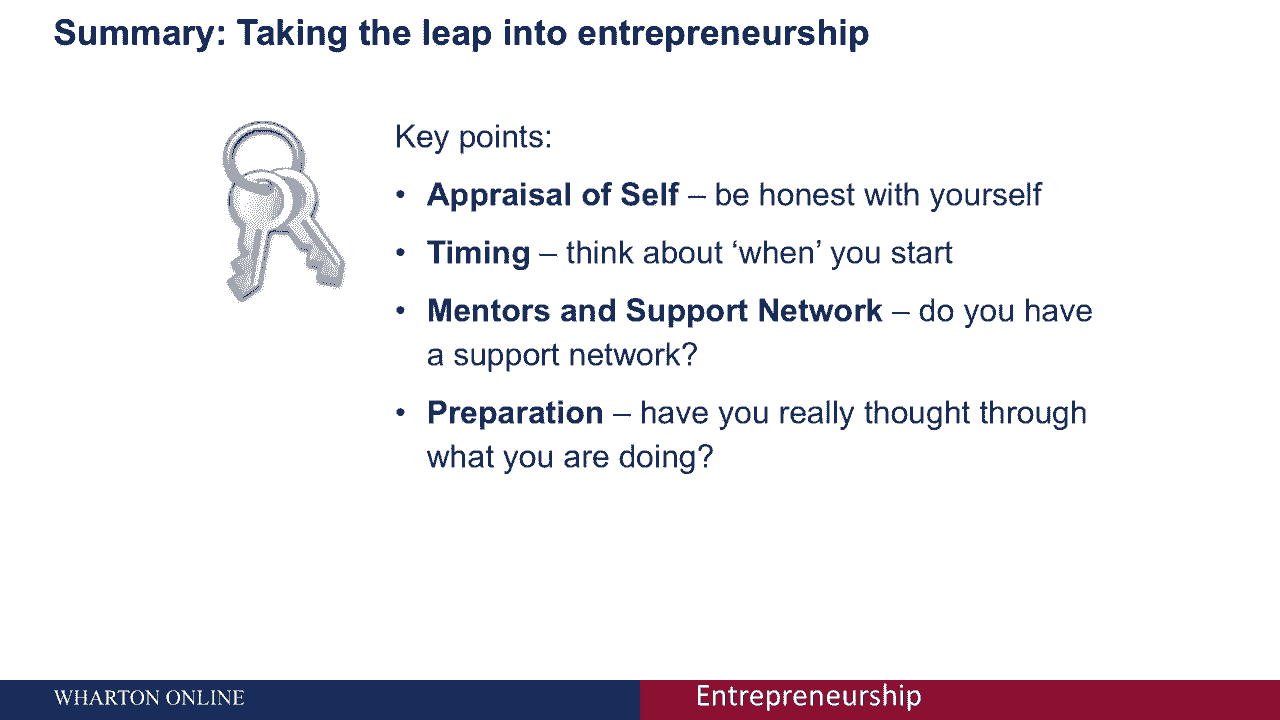 Summary: Taking the leap into entrepreneurship
Key points:
• Appraisal of Self – be honest with yourself
• Timing – think about ‘when’ you start
• Mentors and Support Network – do you have
a support network?
• Preparation – have you really thought through
what you are doing?
WHARTON ONLINE
Entrepreneurship